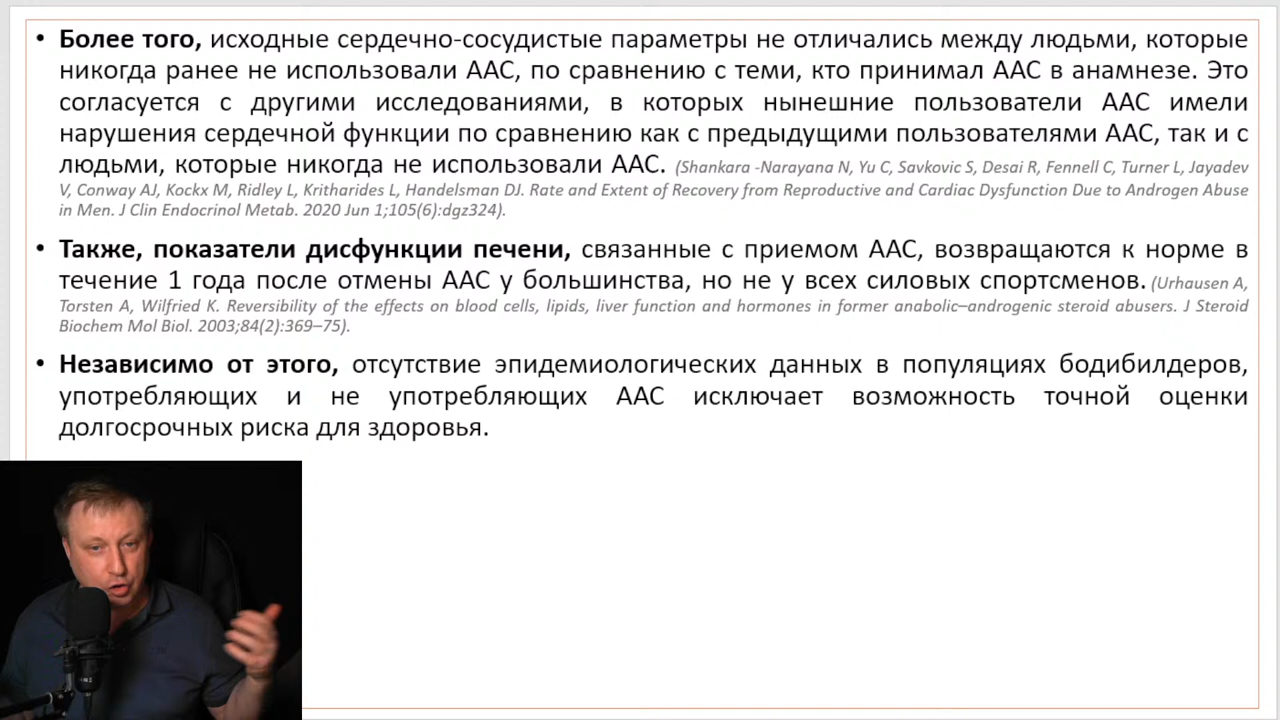 • Более того, исходные сердечно-сосудистые параметры не отличались между людьми, которые
никогда ранее не использовали ААС, по сравнению с теми, кто принимал ААС в анамнезе. Это
согласуется с другими исследованиями, в которых нынешние пользователи ААС имели
нарушения сердечной функции по сравнению как с предыдущими пользователями ААС, так и с
людьми, которые никогда не использовали ААС. (Shankara -Narayana N, Yu C, Savkovic S, Desai R, Fennell C, Turner L, Jayadev
V, Conway AJ, Kockx M, Ridley L, Kritharides L, Handelsman DJ. Rate and Extent of Recovery from Reproductive and Cardiac Dysfunction Due to Androgen Abuse
in Men. J Clin Endocrinol Metab. 2020 Jun 1;105(6):dgz324).
• Также, показатели дисфункции печени, связанные с приемом ААС, возвращаются к норме в
течение 1 года после отмены ААС у большинства, но не у всех силовых спортсменов. (Urhausen A,
Torsten A, Wilfried K. Reversibility of the effects on blood cells, lipids, liver function and hormones in former anabolic–androgenic steroid abusers. J Steroid
Biochem Mol Biol. 2003;84(2):369–75).
• Независимо от этого, отсутствие эпидемиологических данных в популяциях бодибилдеров,
употребляющих и не употребляющих ААС исключает возможность точной оценки
долгосрочных риска для здоровья.